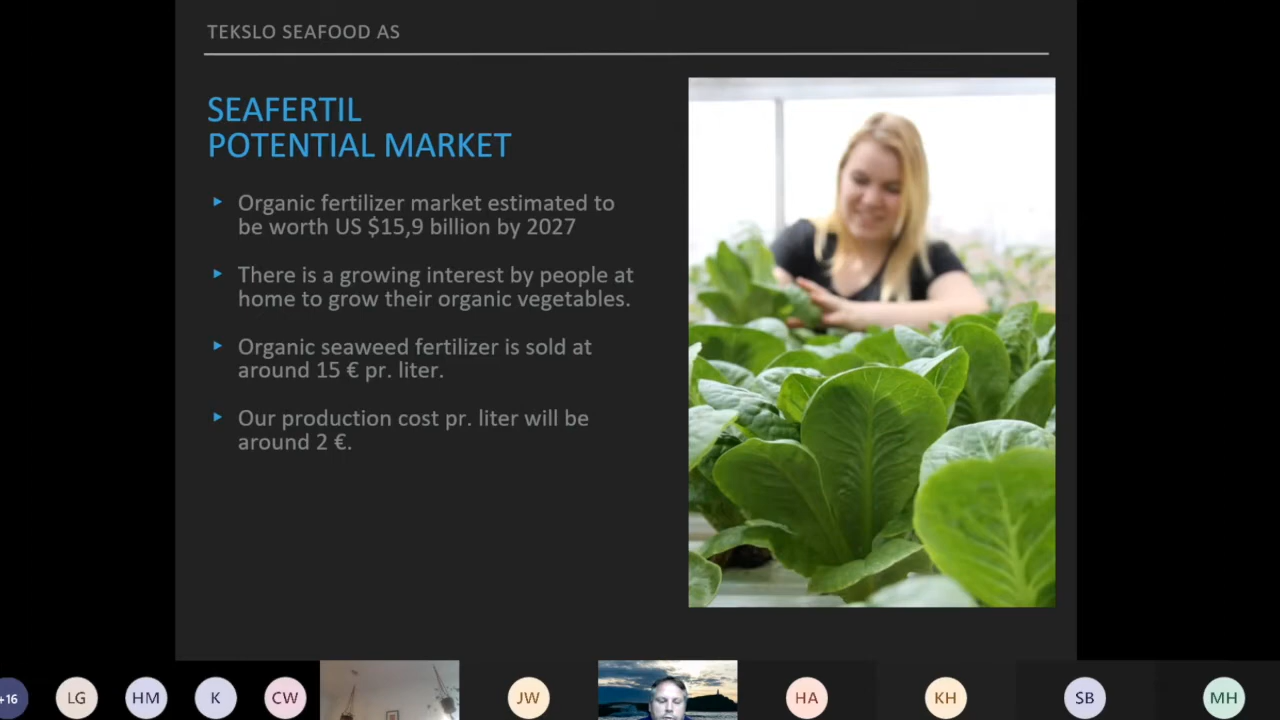 TEKSLO SEAFOOD AS
SEAFERTIL
POTENTIAL MARKET
Organic fertilizer market estimated to
be worth US $15,9 billion by 2027
There is a growing interest by people at
home to grow their organic vegetables.
Organic seaweed fertilizer is sold at
around 15 € pr. liter.
Our production cost pr. liter will be
around 2 €.
+16
LG
HM
K
CW
JW
HA
KH
SB
MH